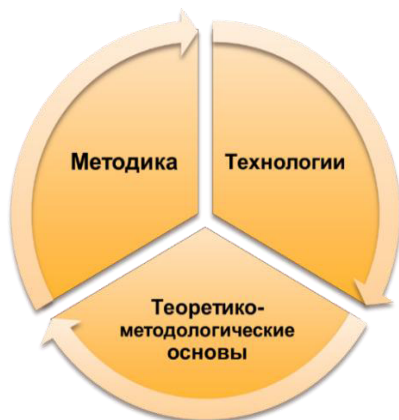 Методика
Технологии
Теоретико-
методологические
основы